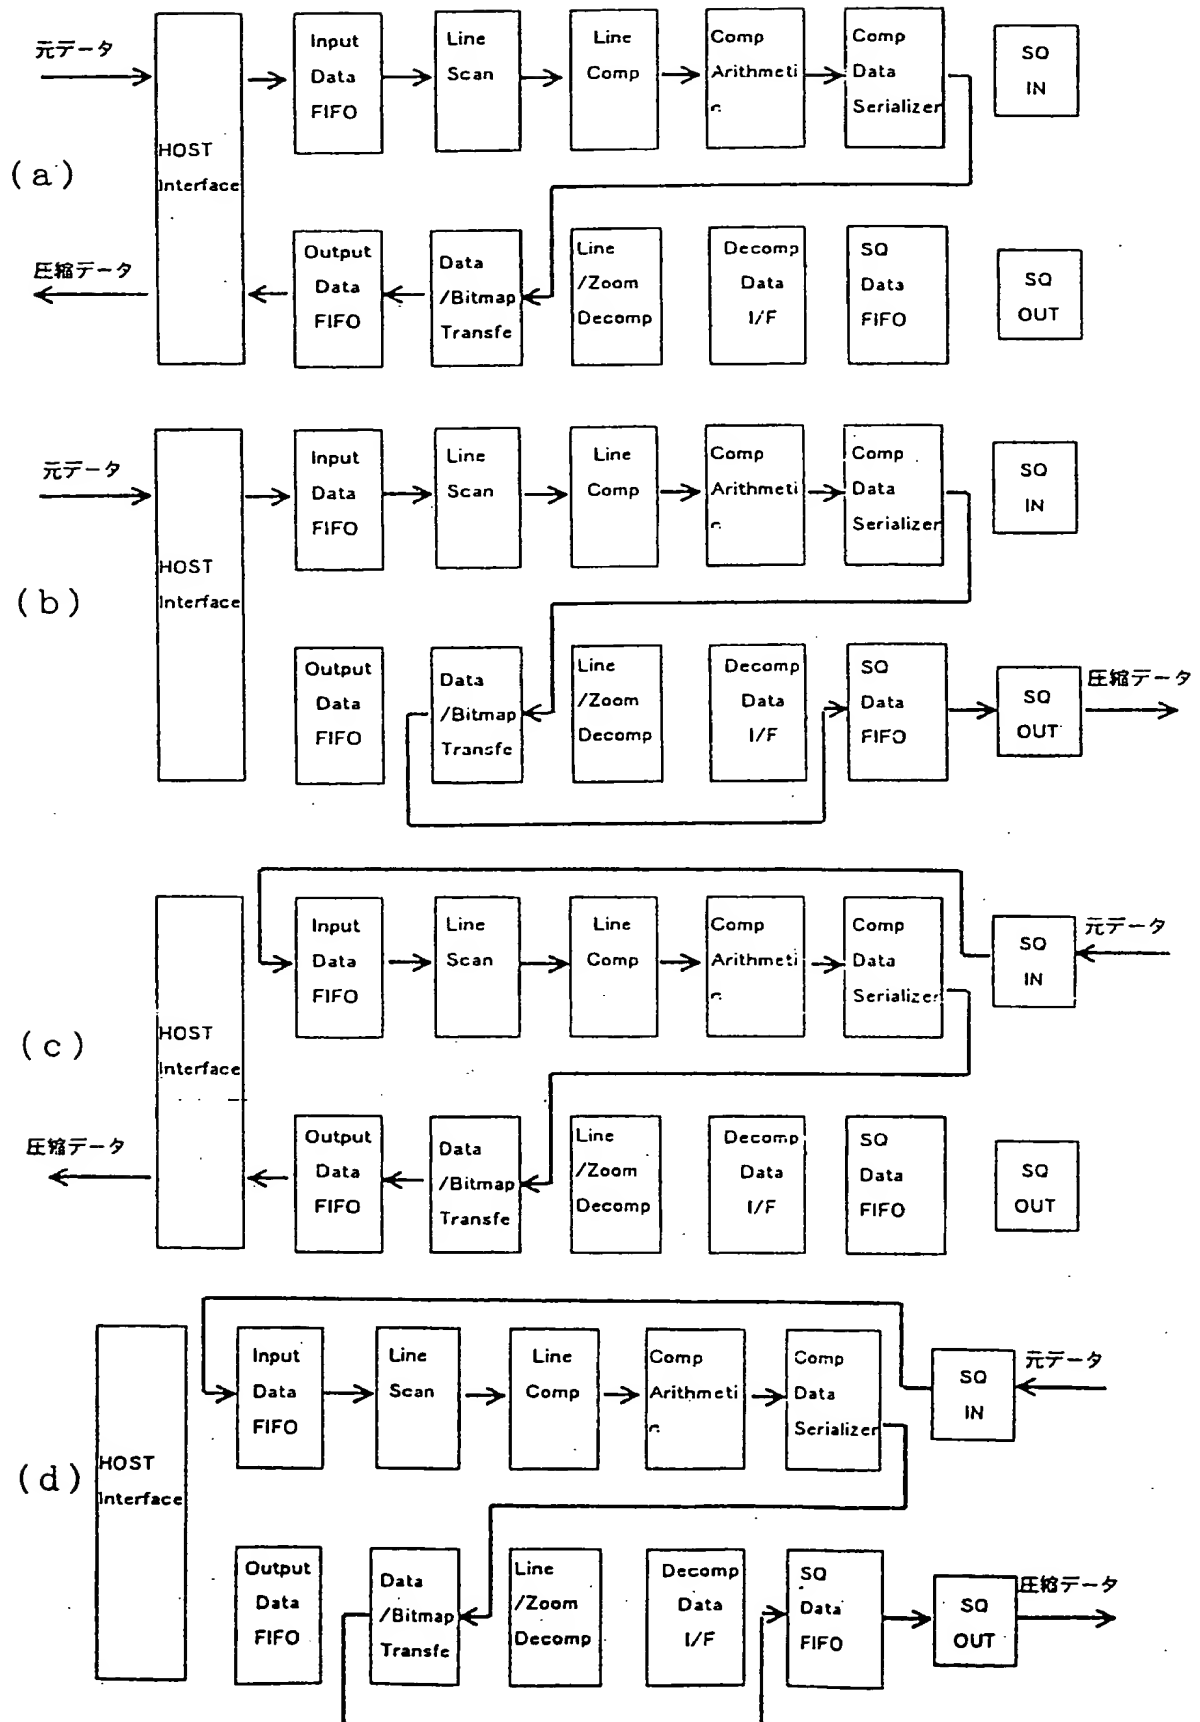 元データ
HOST
Interface
Input
Data
FIFO
Line
Scan
Line
Comp
Comp
Arithmeti
c
Comp
Data
Serializer
SQ
IN
(a)
圧縮データ
Output
Data
FIFO
Data
/Bitmap
Transfe
Line
/Zoom
Decomp
Decomp
Data
I/F
SQ
Data
FIFO
SQ
OUT
元データ
HOST
Interface
Input
Data
FIFO
Line
Scan
Line
Comp
Comp
Arithmeti
c
Comp
Data
Serializer
SQ
IN
(b)
Output
Data
FIFO
Data
/Bitmap
Transfe
Line
/Zoom
Decomp
Decomp
Data
I/F
SQ
Data
FIFO
SQ
OUT
圧縮データ
HOST
Interface
Input
Data
FIFO
Line
Scan
Line
Comp
Comp
Arithmeti
c
Comp
Data
Serializer
SQ
IN
元データ
(c)
圧縮データ
Output
Data
FIFO
Data
/Bitmap
Transfe
Line
/Zoom
Decomp
Decomp
Data
I/F
SQ
Data
FIFO
SQ
OUT
HOST
Interface
Input
Data
FIFO
Line
Scan
Line
Comp
Comp
Arithmeti
c
Comp
Data
Serializer
SQ
IN
元データ
(d)
Output
Data
FIFO
Data
/Bitmap
Transfe
Line
/Zoom
Decomp
Decomp
Data
I/F
SQ
Data
FIFO
SQ
OUT
圧縮データ